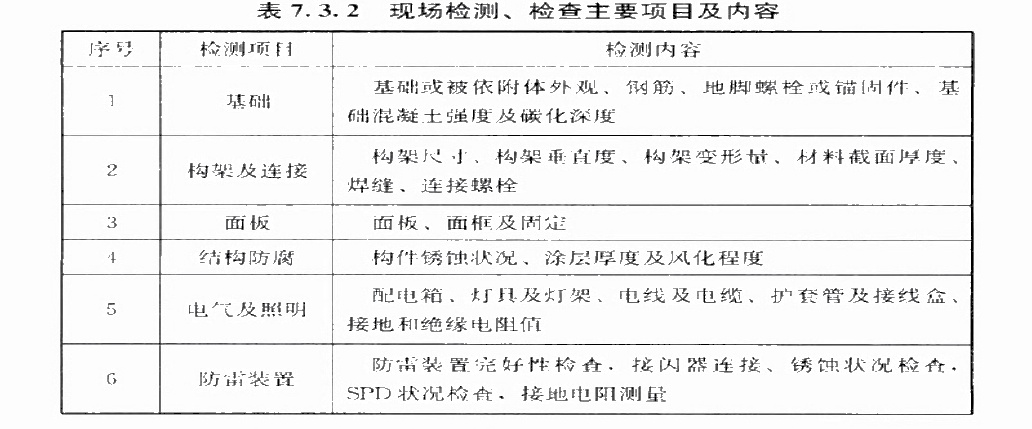 表 7.3.2 现场检测、检查主要项目及内容
序号 检测项目 检测内容
1 基础 基础或被依附体外观、钢筋、地脚螺栓或锚固件、基
础混凝土强度及碳化深度
2 构架及连接 构架尺寸、构架垂直度、构架变形量、材料截面厚度、
焊缝、连接螺栓
3 面板 面板、面框及固定
4 结构防腐 构件锈蚀状况、涂层厚度及风化程度
5 电气及照明 配电箱、灯具及灯架、电线及电缆、护套管及接线盒、
接地和绝缘电阻值
6 防雷装置 防雷装置完好性检查,接闪器连接、锈蚀状况检查,
SPD 状况检查、接地电阻测量